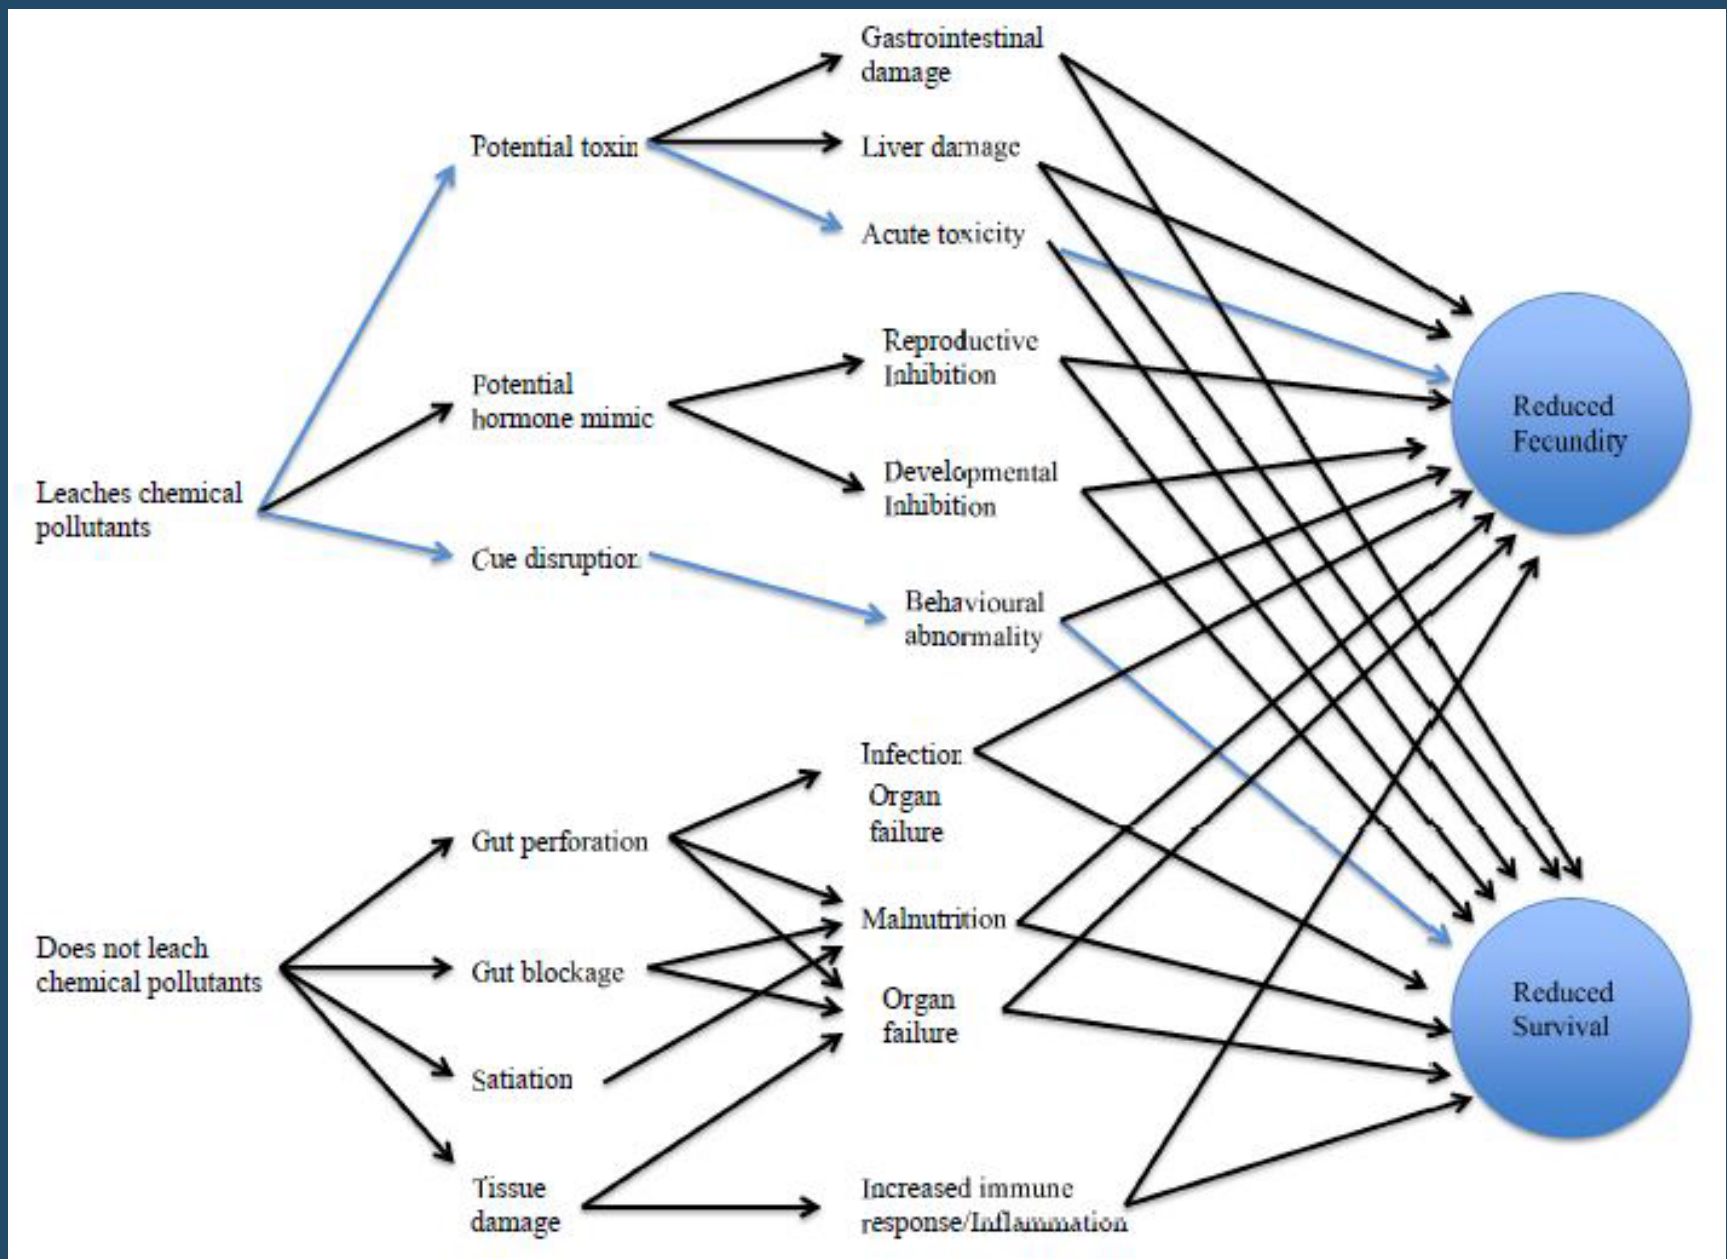 Gastrointestinal
damage
Potential toxin
Liver damage
Acute toxicity
Reproductive
Inhibition
Potential
hormone mimic
Reduced
Fecundity
Developmental
Inhibition
Leaches chemical
pollutants
Cue disruption
Behavioural
abnormality
Infection
Organ
failure
Gut perforation
Malnutrition
Does not leach
chemical pollutants
Gut blockage
Organ
failure
Reduced
Survival
Satiation
Tissue
damage
Increased immune
response/Inflammation